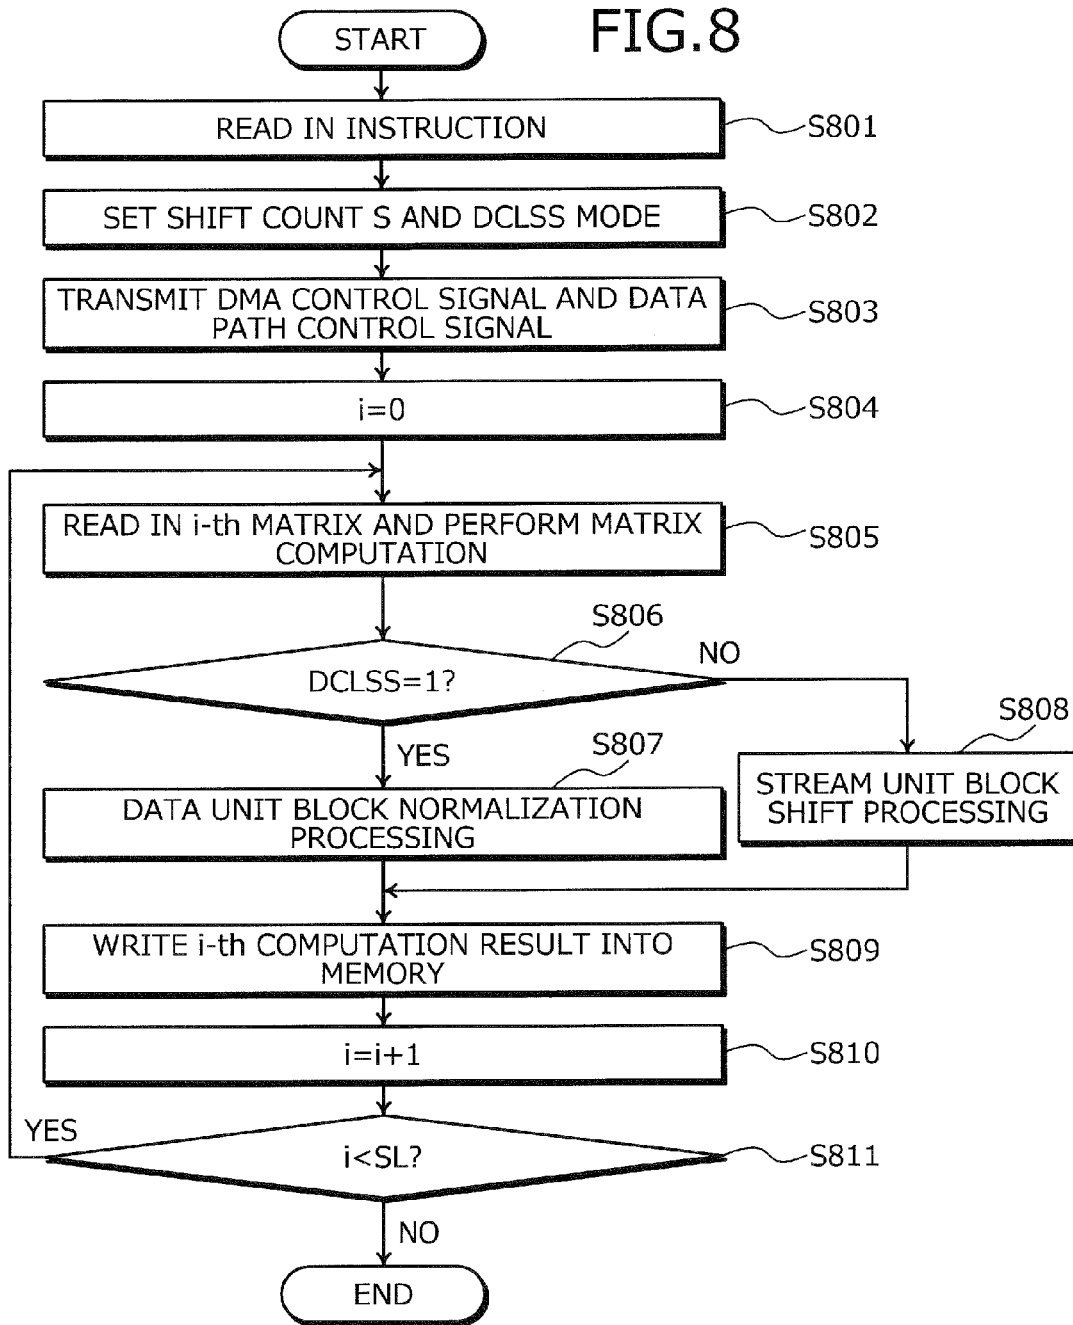 FIG.8
START
READ IN INSTRUCTION
S801
SET SHIFT COUNT S AND DCLSS MODE
S802
TRANSMIT DMA CONTROL SIGNAL AND DATA
PATH CONTROL SIGNAL
S803
i=0
S804
READ IN i-th MATRIX AND PERFORM MATRIX
COMPUTATION
S805
S806
DCLSS=1?
NO
YES
S807
DATA UNIT BLOCK NORMALIZATION
PROCESSING
S808
STREAM UNIT BLOCK
SHIFT PROCESSING
WRITE i-th COMPUTATION RESULT INTO
MEMORY
S809
i=i+1
S810
YES
i<SL?
S811
NO
END